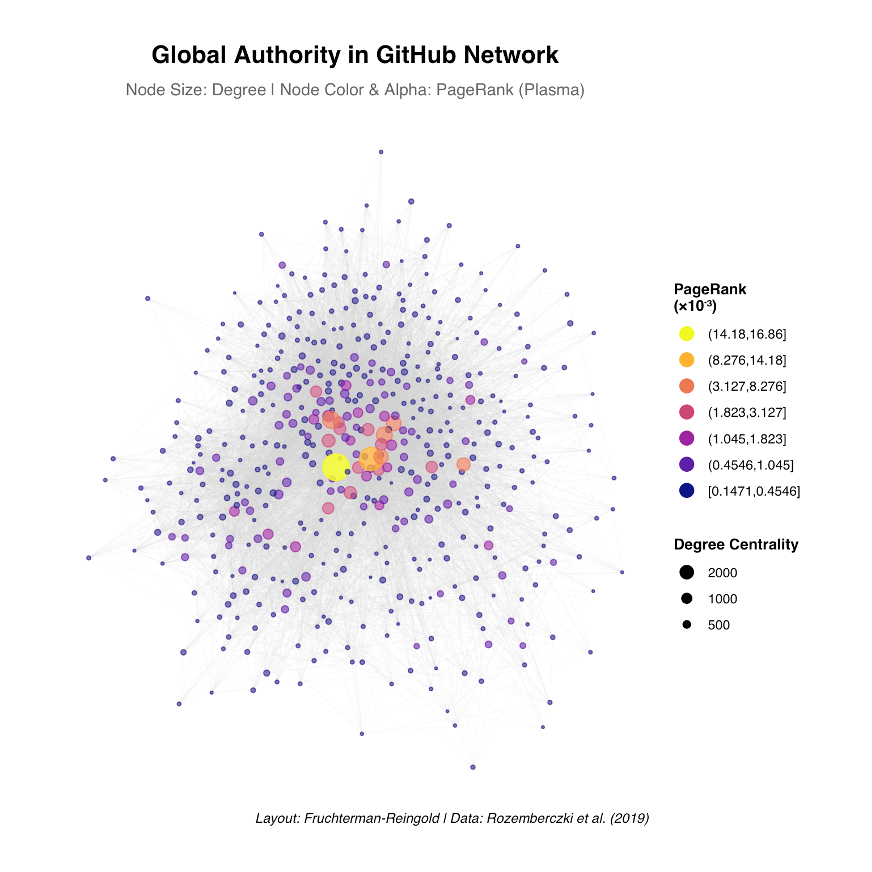 Global Authority in GitHub Network
Node Size: Degree | Node Color & Alpha: PageRank (Plasma)
PageRank
(×10⁻³)
(14.18,16.86]
(8.276,14.18]
(3.127,8.276]
(1.823,3.127]
(1.045,1.823]
(0.4546,1.045]
[0.1471,0.4546]
Degree Centrality
2000
1000
500
Layout: Fruchterman-Reingold | Data: Rozemberczki et al. (2019)